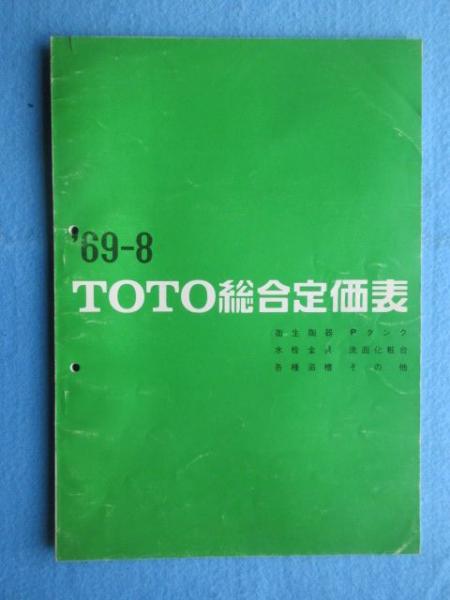 '69-8
TOTO総合定価表
衛生陶器 Pタンク
水栓金具 洗面化粧台
各種浴槽 その他